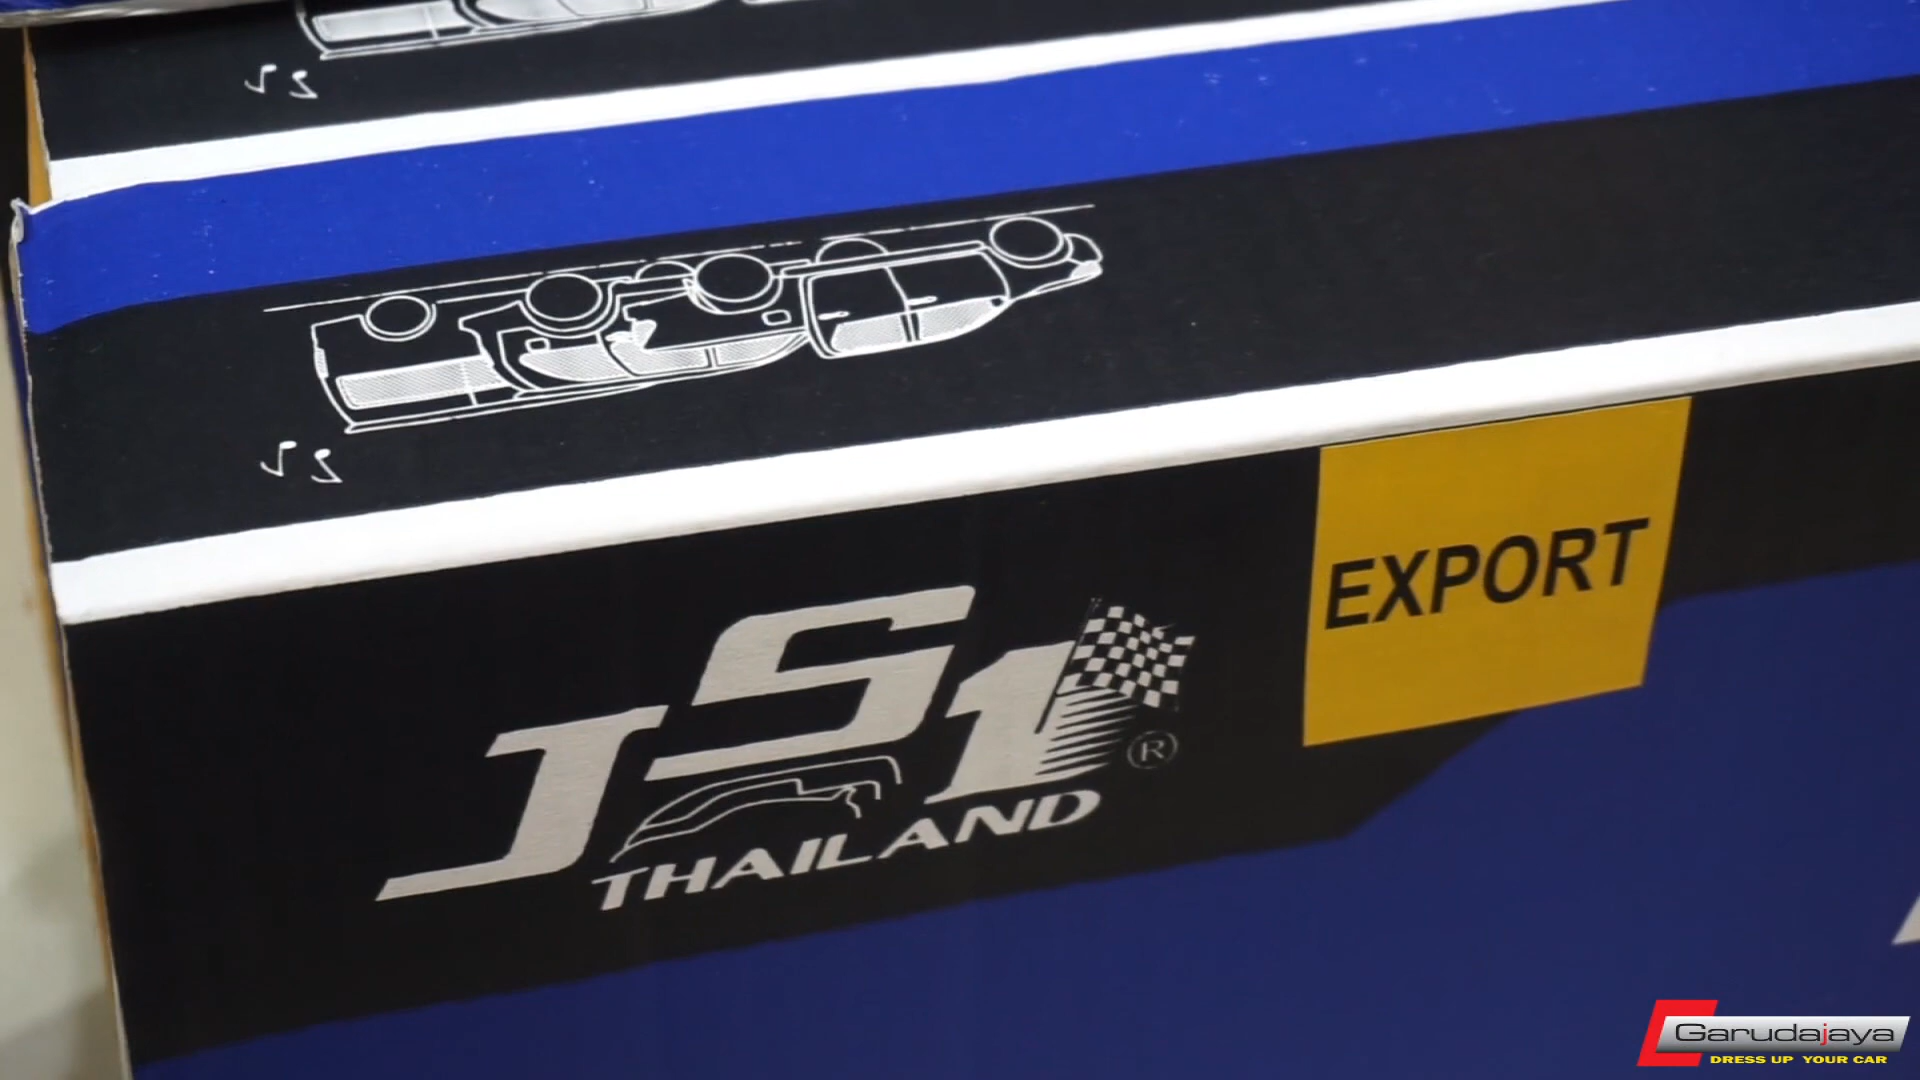 EXPORT
JS1
®
THAILAND
Garudajaya
DRESS UP YOUR CAR